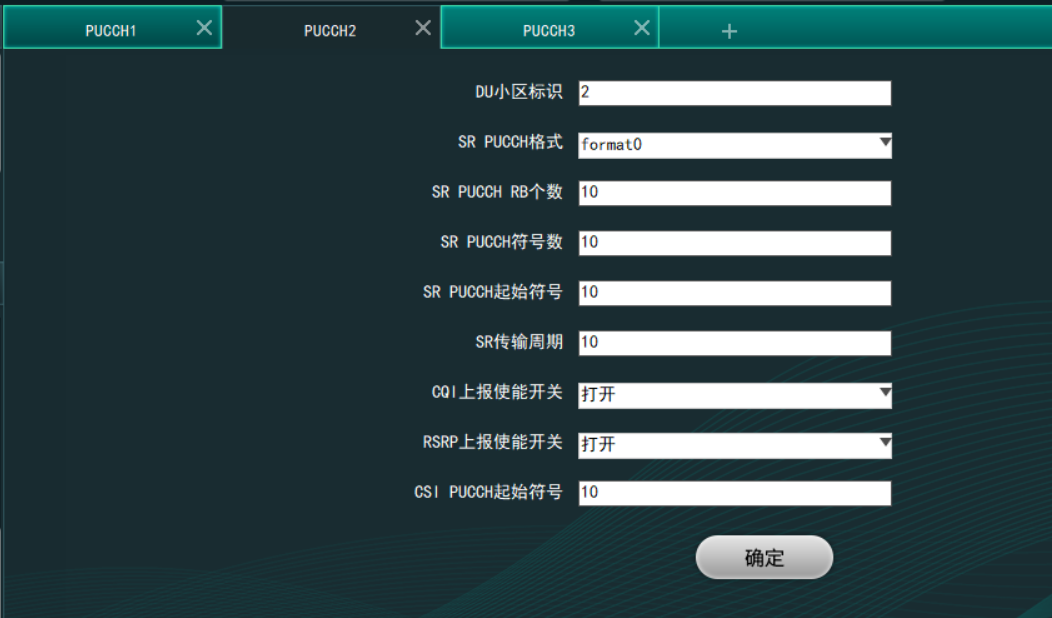 PUCCH1 PUCCH2 PUCCH3
DU小区标识 2
SR PUCCH格式 format0
SR PUCCH RB个数 10
SR PUCCH符号数 10
SR PUCCH起始符号 10
SR传输周期 10
CQI上报使能开关 打开
RSRP上报使能开关 打开
CSI PUCCH起始符号 10
确定